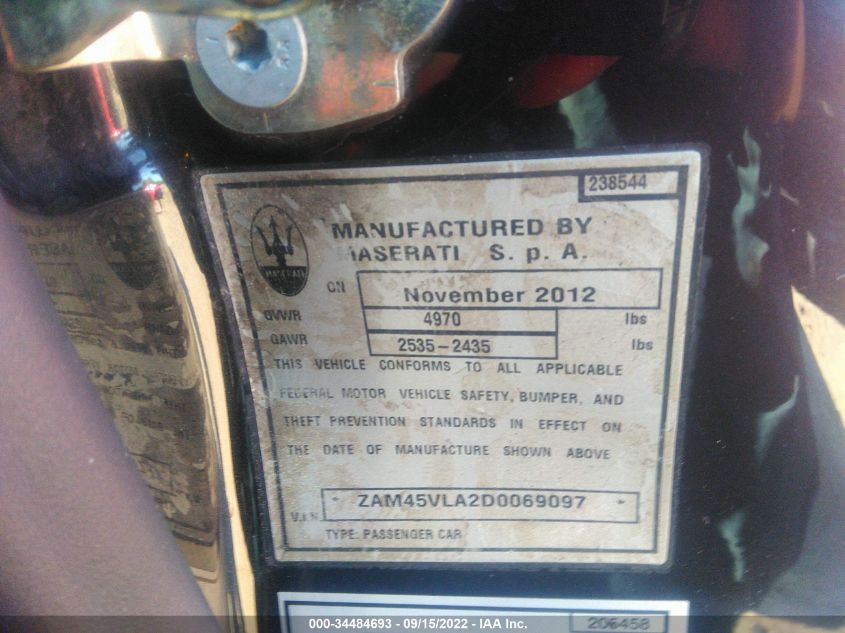 238544
MANUFACTURED BY
MASERATI S. p A.
MASERATI
ON November 2012
GVWR 4970 lbs
GAWR 2535-2435 lbs
THIS VEHICLE CONFORMS TO ALL APPLICABLE
FEDERAL MOTOR VEHICLE SAFETY, BUMPER, AND
THEFT PREVENTION STANDARDS IN EFFECT ON
THE DATE OF MANUFACTURE SHOWN ABOVE
V.I.N. * ZAM45VLA2D0069097 *
TYPE: PASSENGER CAR
206458
000-34484693 - 09/15/2022 - IAA Inc.